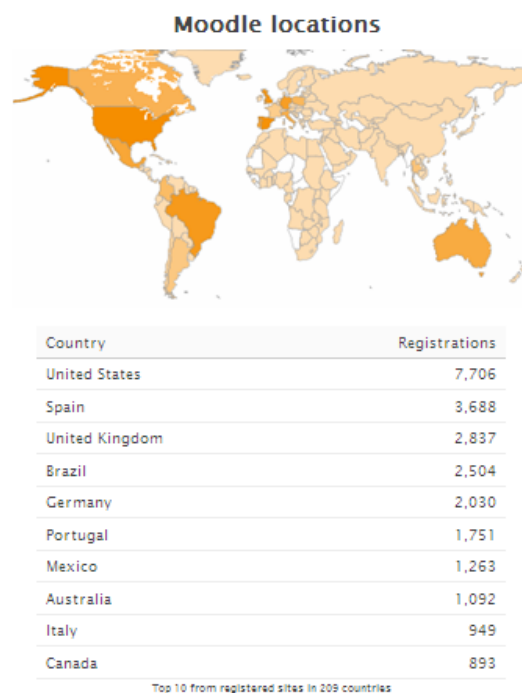 Moodle locations
Country Registrations
United States 7,706
Spain 3,688
United Kingdom 2,837
Brazil 2,504
Germany 2,030
Portugal 1,751
Mexico 1,263
Australia 1,092
Italy 949
Canada 893
Top 10 from registered sites in 209 countries